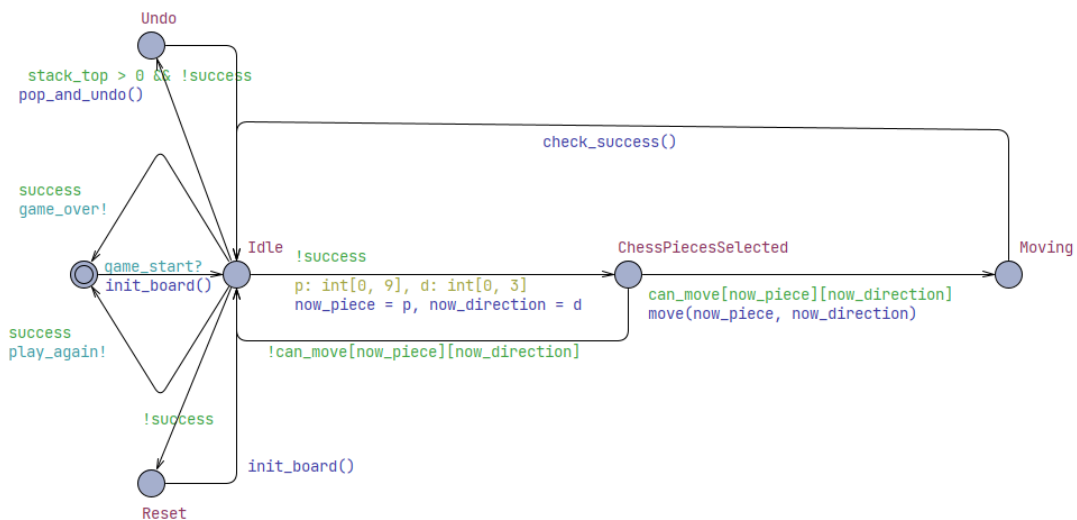 Undo
stack_top > 0 && !success
pop_and_undo()
check_success()
success
game_over!
Idle
ChessPiecesSelected
Moving
!success
game_start?
init_board()
p: int[0, 9], d: int[0, 3]
now_piece = p, now_direction = d
can_move[now_piece][now_direction]
move(now_piece, now_direction)
success
play_again!
!can_move[now_piece][now_direction]
!success
init_board()
Reset